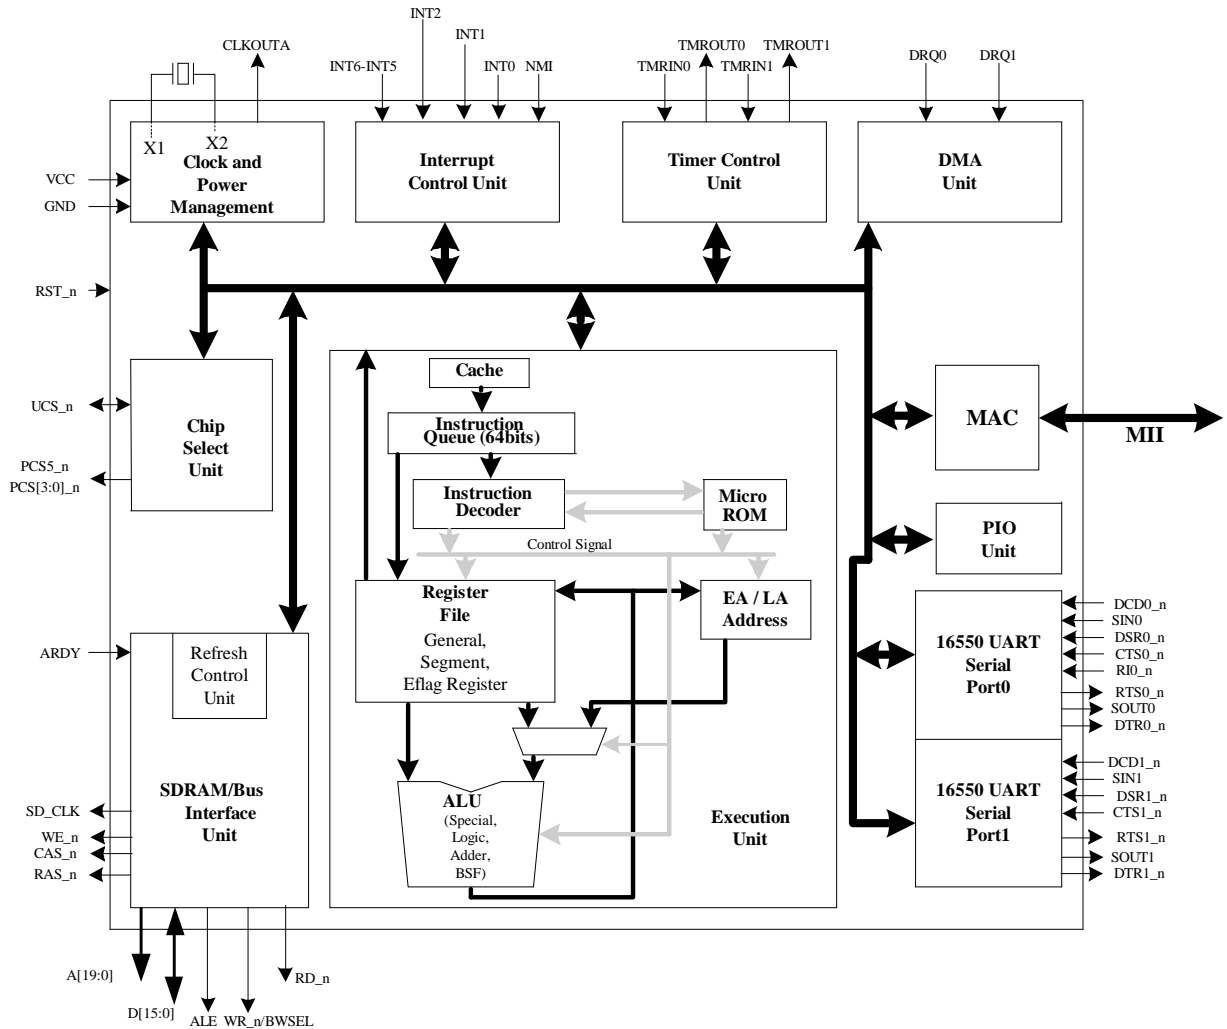 INT2
INT1
CLKOUTA
INT6-INT5
INT0
NMI
TMROUT0
TMROUT1
TMRIN0
TMRIN1
DRQ0
DRQ1
X1
X2
Clock and
Power
Management
Interrupt
Control Unit
Timer Control
Unit
DMA
Unit
VCC
GND
RST_n
UCS_n
PCS5_n
PCS[3:0]_n
Chip
Select
Unit
Cache
Instruction
Queue (64bits)
Instruction
Decoder
Micro
ROM
Control Signal
Register
File
General,
Segment,
Eflag Register
EA / LA
Address
ALU
(Special,
Logic,
Adder,
BSF)
Execution
Unit
MAC
MII
PIO
Unit
16550 UART
Serial
Port0
DCD0_n
SIN0
DSR0_n
CTS0_n
RI0_n
RTS0_n
SOUT0
DTR0_n
16550 UART
Serial
Port1
DCD1_n
SIN1
DSR1_n
CTS1_n
RTS1_n
SOUT1
DTR1_n
ARDY
Refresh
Control
Unit
SDRAM/Bus
Interface
Unit
SD_CLK
WE_n
CAS_n
RAS_n
A[19:0]
D[15:0]
ALE
WR_n/BWSEL
RD_n